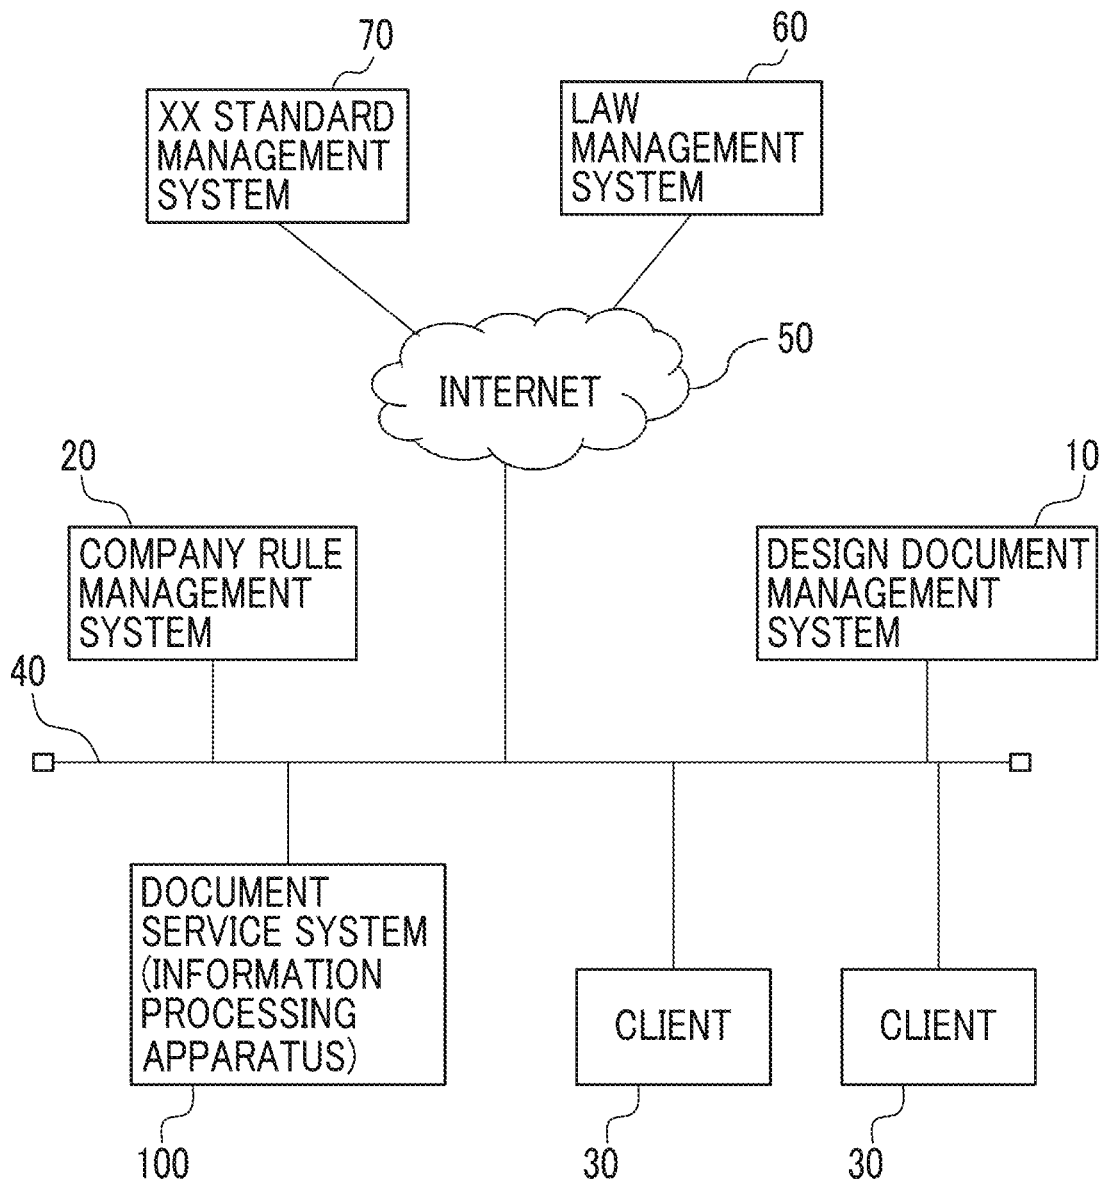 70
60
XX STANDARD
MANAGEMENT
SYSTEM
LAW
MANAGEMENT
SYSTEM
50
INTERNET
20
10
COMPANY RULE
MANAGEMENT
SYSTEM
DESIGN DOCUMENT
MANAGEMENT
SYSTEM
40
DOCUMENT
SERVICE SYSTEM
(INFORMATION
PROCESSING
APPARATUS)
CLIENT
CLIENT
100
30
30